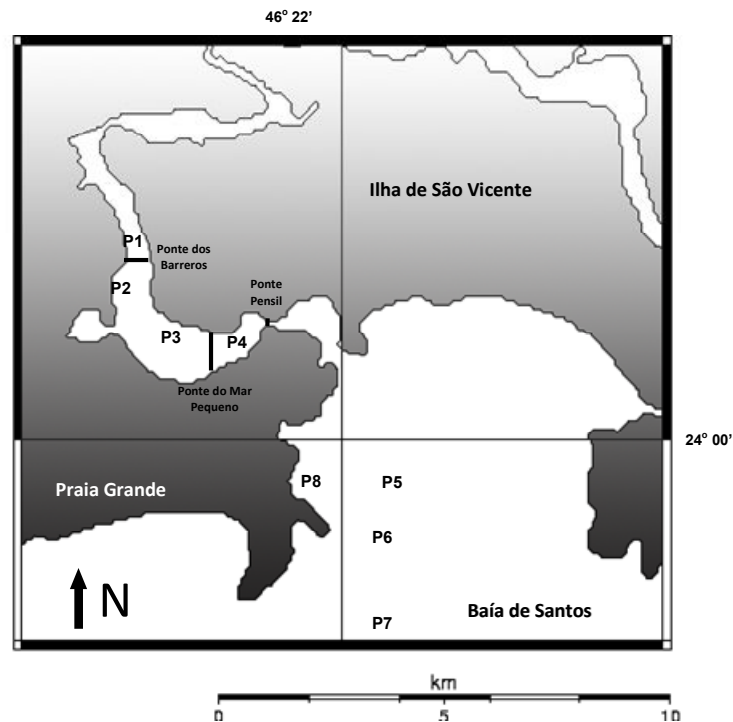 46° 22'
Ilha de São Vicente
P1
Ponte dos
Barreros
P2
Ponte
Pensil
P3
P4
Ponte do Mar
Pequeno
24° 00'
Praia Grande
P8
P5
P6
N
Baía de Santos
P7
km
0
5
10